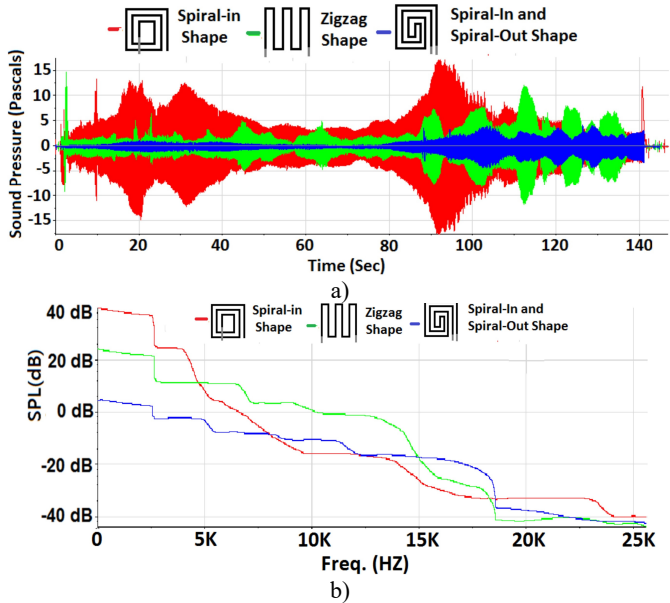 Spiral-in Shape
Zigzag Shape
Spiral-In and Spiral-Out Shape
Sound Pressure (Pascals)
15
10
5
0
-5
-10
-15
0 20 40 60 80 100 120 140
Time (Sec)
a)
Spiral-in Shape
Zigzag Shape
Spiral-In and Spiral-Out Shape
SPL(dB)
40 dB
20 dB
0 dB
-20 dB
-40 dB
0 5K 10K 15K 20K 25K
Freq. (HZ)
b)